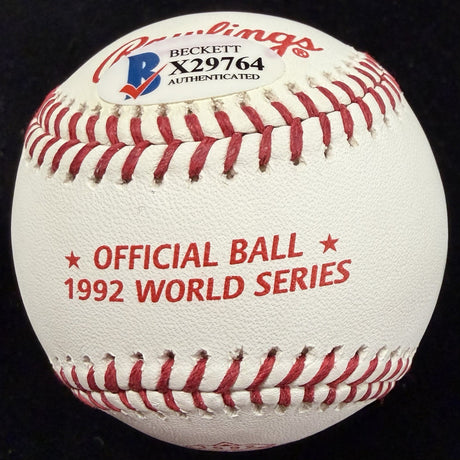 Rawlings®
BECKETT
B X29764
AUTHENTICATED
★ OFFICIAL BALL ★
1992 WORLD SERIES